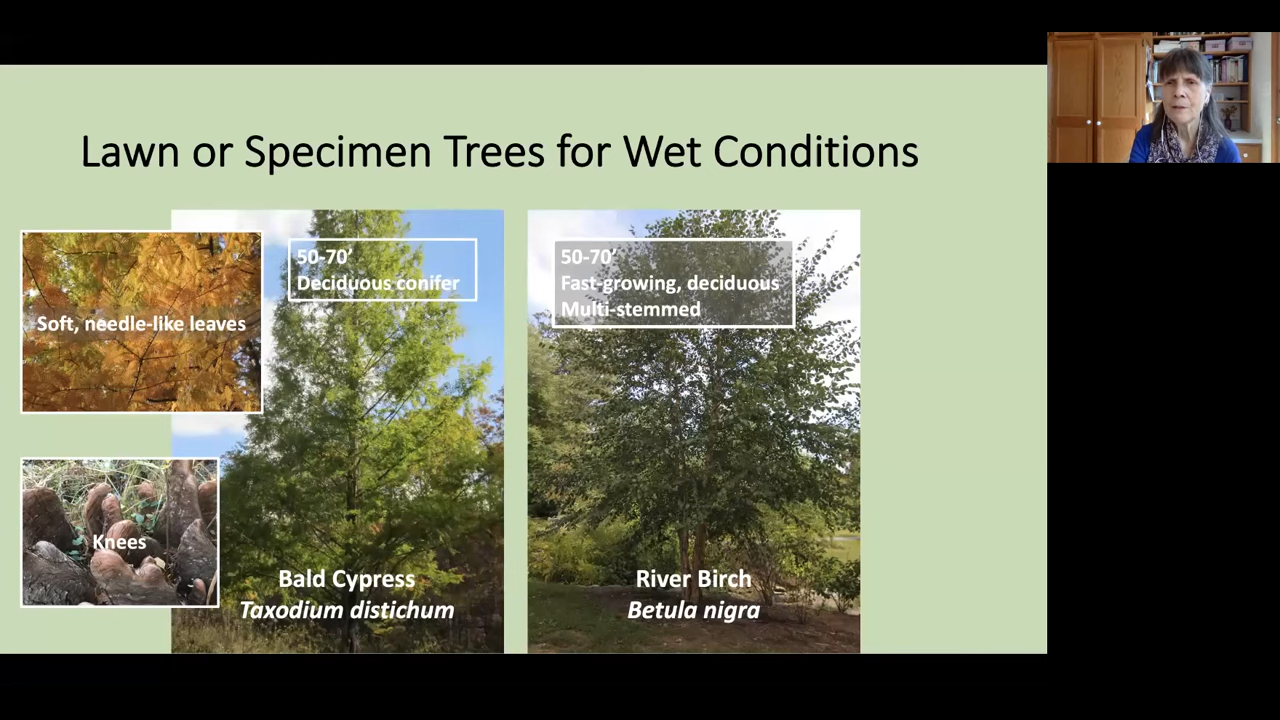 Lawn or Specimen Trees for Wet Conditions
50-70’
Deciduous conifer
Soft, needle-like leaves
Knees
Bald Cypress
Taxodium distichum
50-70’
Fast-growing, deciduous
Multi-stemmed
River Birch
Betula nigra